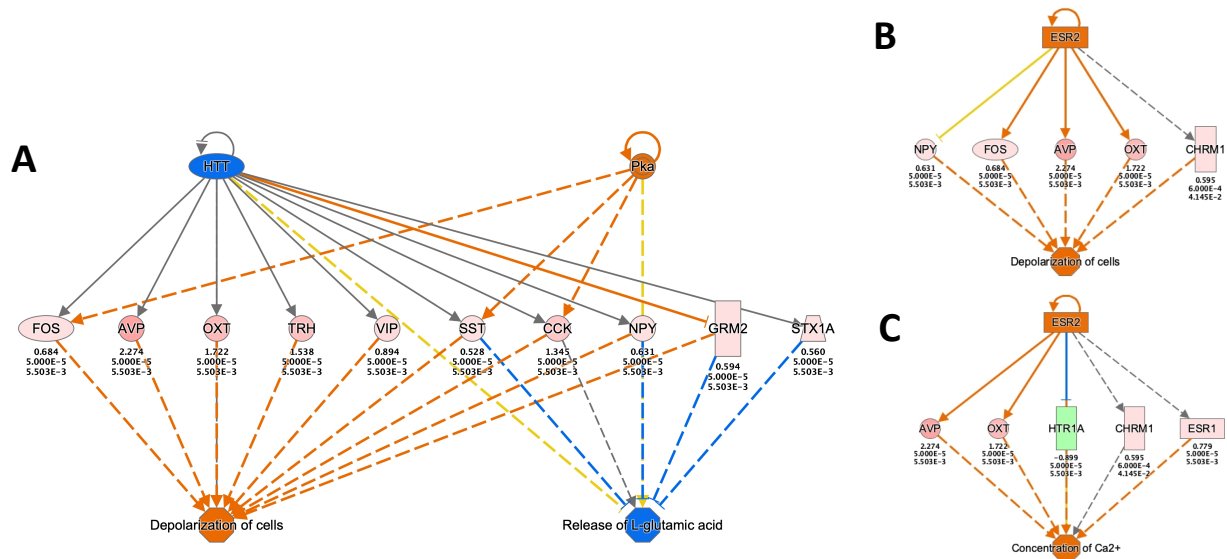 A
HTT
Pka
FOS
0.684
5.000E-5
5.503E-3
AVP
2.274
5.000E-5
5.503E-3
OXT
1.722
5.000E-5
5.503E-3
TRH
1.538
5.000E-5
5.503E-3
VIP
0.894
5.000E-5
5.503E-3
SST
0.528
5.000E-5
5.503E-3
CCK
1.345
5.000E-5
5.503E-3
NPY
0.631
5.000E-5
5.503E-3
GRM2
0.594
5.000E-5
5.503E-3
STX1A
0.560
5.000E-5
5.503E-3
Depolarization of cells
Release of L-glutamic acid
B
ESR2
NPY
0.631
5.000E-5
5.503E-3
FOS
0.684
5.000E-5
5.503E-3
AVP
2.274
5.000E-5
5.503E-3
OXT
1.722
5.000E-5
5.503E-3
CHRM1
0.595
6.000E-4
4.145E-2
Depolarization of cells
C
ESR2
AVP
2.274
5.000E-5
5.503E-3
OXT
1.722
5.000E-5
5.503E-3
HTR1A
-0.899
5.000E-5
5.503E-3
CHRM1
0.595
6.000E-4
4.145E-2
ESR1
0.779
5.000E-5
5.503E-3
Concentration of Ca2+